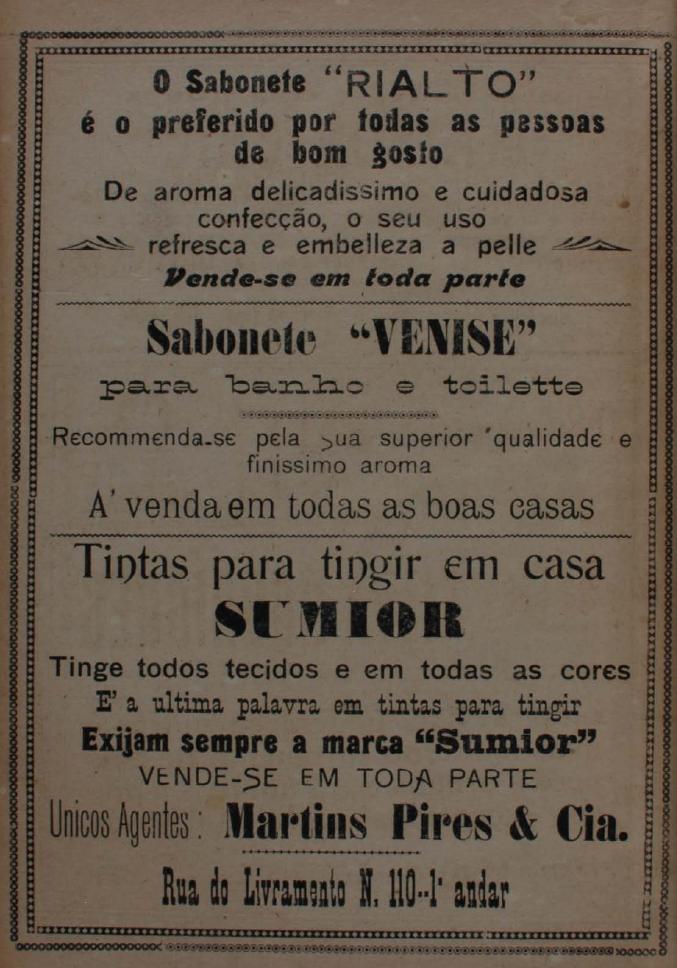 O Sabonete "RIALTO"
é o preferido por todas as pessoas
de bom gosto
De aroma delicadissimo e cuidadosa
confecção, o seu uso
refresca e embelleza a pelle
Vende-se em toda parte
Sabonete "VENISE"
para banho e toilette
Recommenda-se pela sua superior qualidade e
finissimo aroma
A' venda em todas as boas casas
Tintas para tingir em casa
SUMIOR
Tinge todos tecidos e em todas as cores
E' a ultima palavra em tintas para tingir
Exijam sempre a marca "Sumior"
VENDE-SE EM TODA PARTE
Unicos Agentes: Martins Pires & Cia.
Rua do Livramento N. 110--1º andar